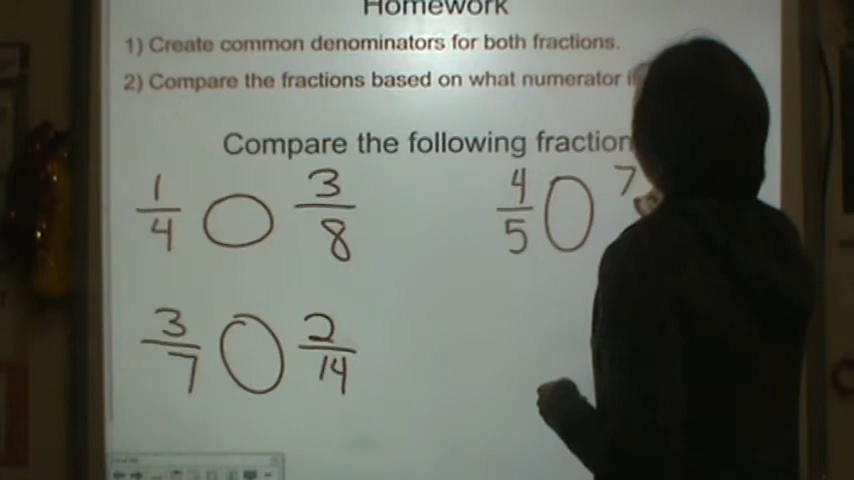 Homework
1) Create common denominators for both fractions.
2) Compare the fractions based on what numerator
Compare the following fraction
1/4 ○ 3/8
4/5 ○ 7
3/7 ○ 2/14